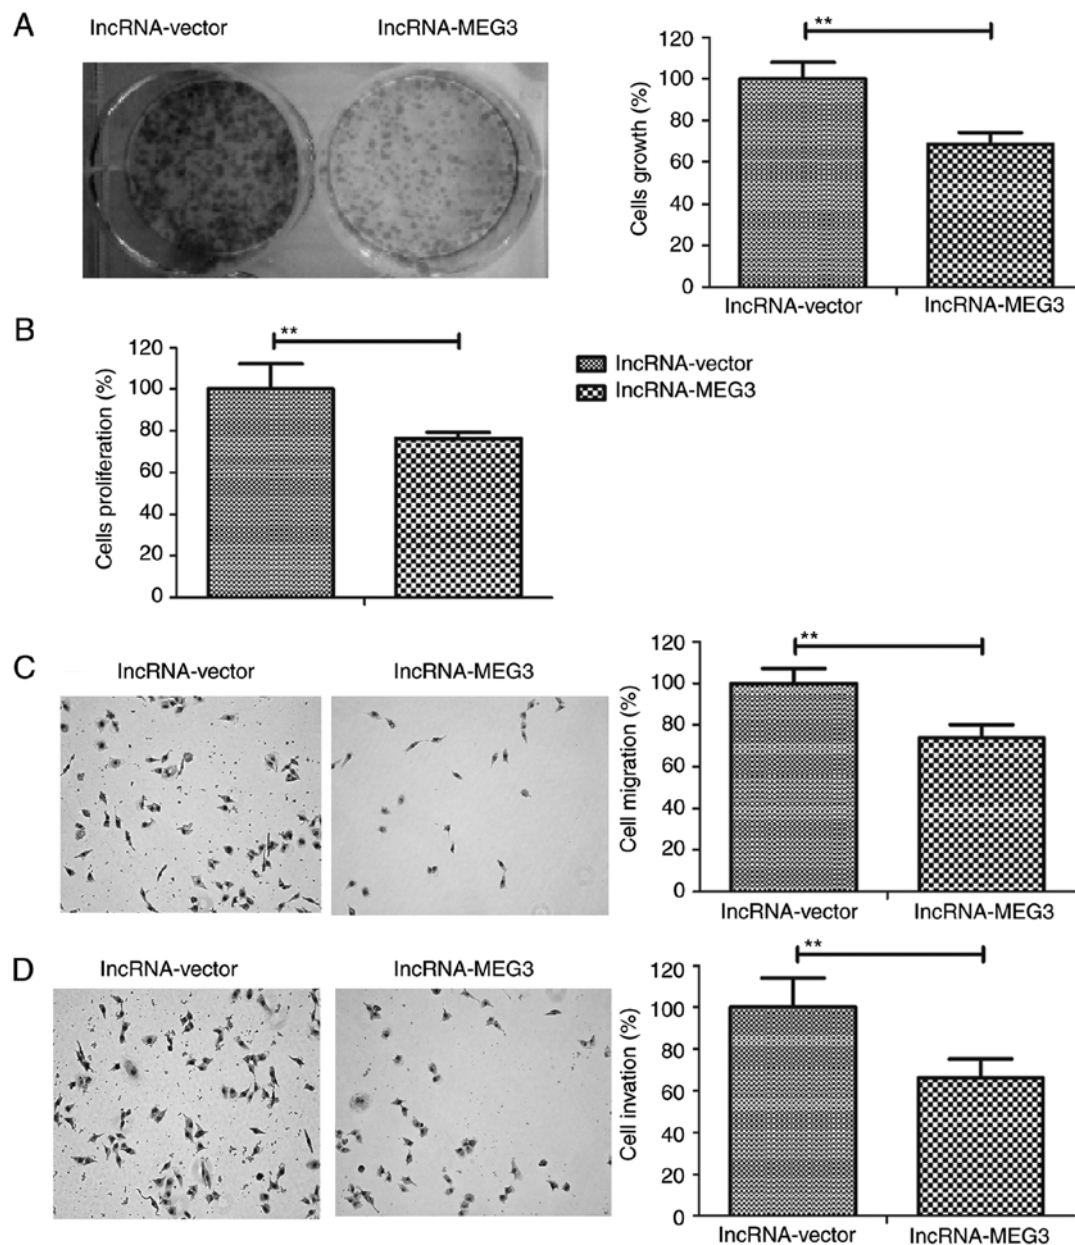 A
lncRNA-vector
lncRNA-MEG3
**
120
100
80
60
40
20
0
Cells growth (%)
lncRNA-vector
lncRNA-MEG3
B
**
120
100
80
60
40
20
0
Cells proliferation (%)
lncRNA-vector
lncRNA-MEG3
C
lncRNA-vector
lncRNA-MEG3
**
120
100
80
60
40
20
0
Cell migration (%)
lncRNA-vector
lncRNA-MEG3
D
lncRNA-vector
lncRNA-MEG3
**
120
100
80
60
40
20
0
Cell invation (%)
lncRNA-vector
lncRNA-MEG3